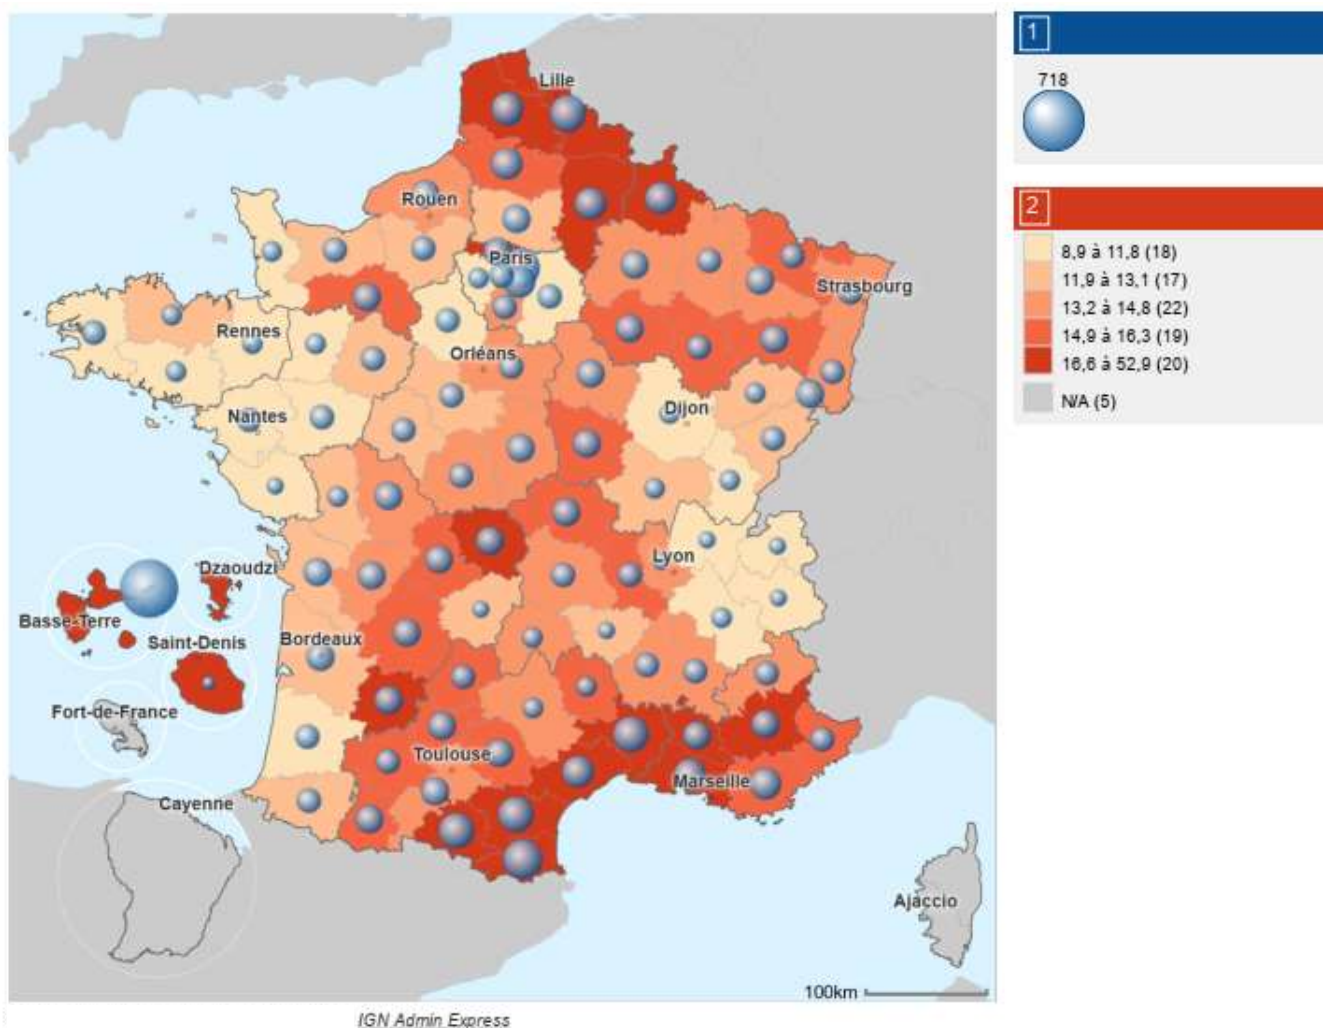 Lille
Rouen
Paris
Strasbourg
Rennes
Orléans
Nantes
Dijon
Lyon
Dzaoudzi
Basse-Terre
Saint-Denis
Bordeaux
Fort-de-France
Toulouse
Marseille
Cayenne
Ajaccio
100km
IGN Admin Express
1
718
2
8,9 à 11,8 (18)
11,9 à 13,1 (17)
13,2 à 14,8 (22)
14,9 à 16,3 (19)
16,6 à 52,9 (20)
N/A (5)